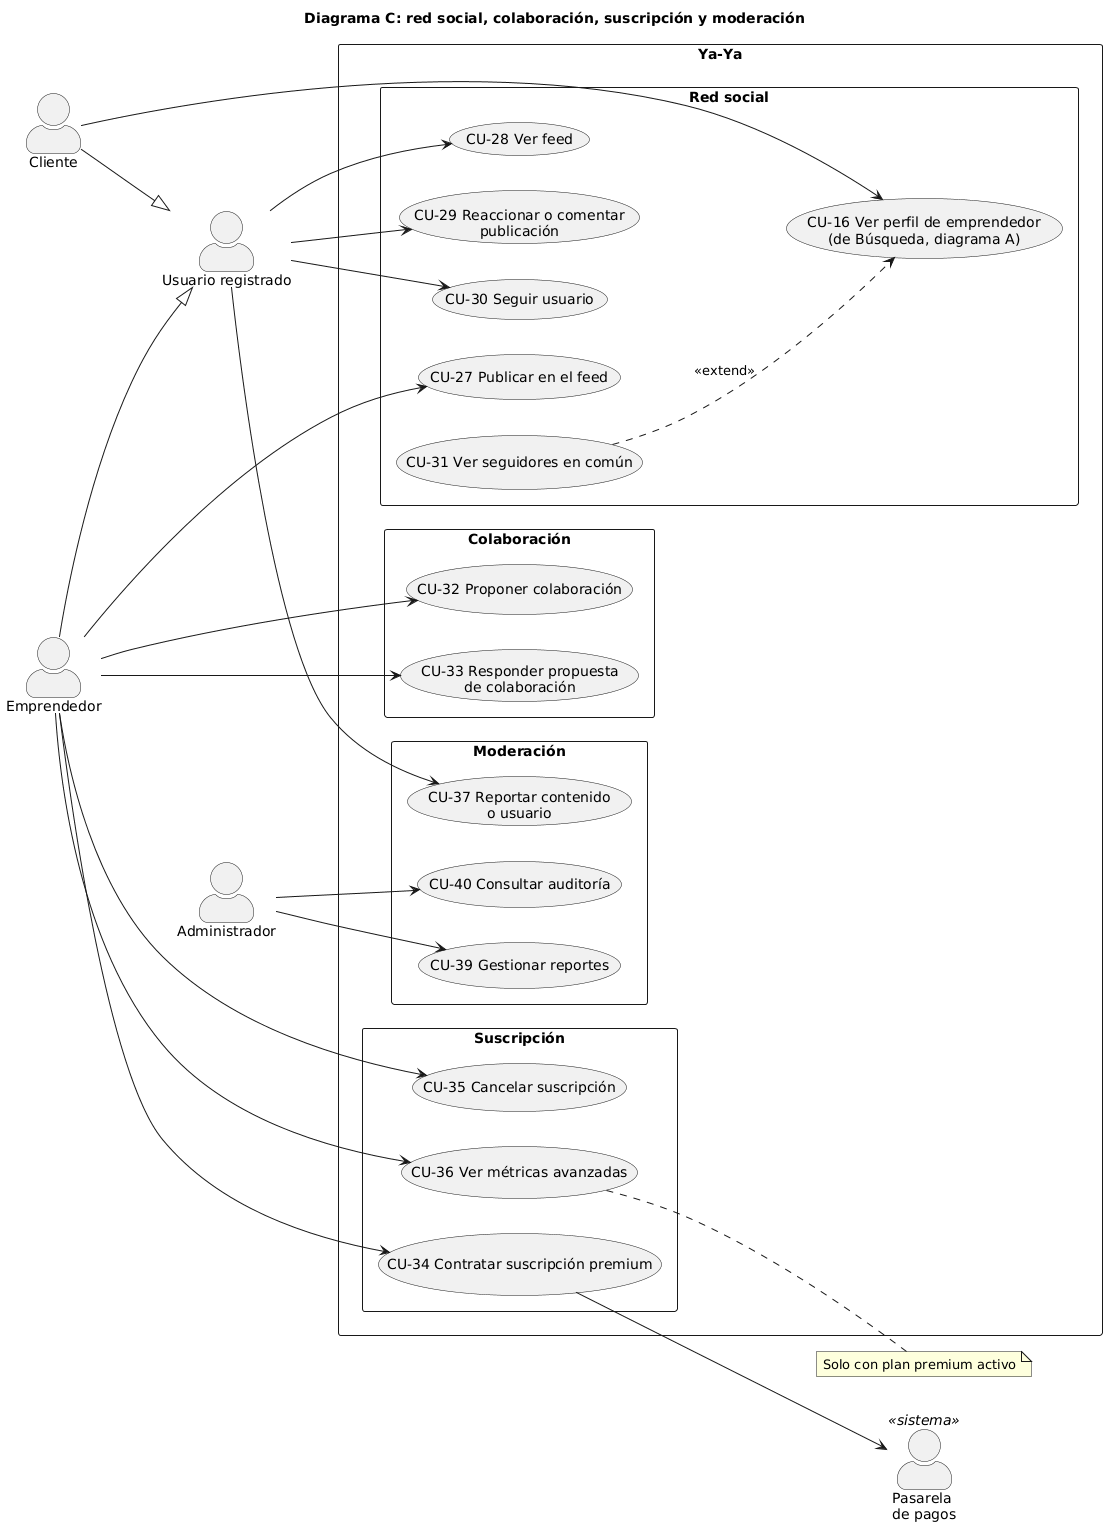 Diagrama C: red social, colaboración, suscripción y moderación
Ya-Ya
Red social
Cliente
CU-28 Ver feed
CU-29 Reaccionar o comentar
publicación
CU-16 Ver perfil de emprendedor
(de Búsqueda, diagrama A)
Usuario registrado
CU-30 Seguir usuario
«extend»
CU-27 Publicar en el feed
CU-31 Ver seguidores en común
Colaboración
CU-32 Proponer colaboración
CU-33 Responder propuesta
de colaboración
Emprendedor
Moderación
CU-37 Reportar contenido
o usuario
CU-40 Consultar auditoría
Administrador
CU-39 Gestionar reportes
Suscripción
CU-35 Cancelar suscripción
CU-36 Ver métricas avanzadas
CU-34 Contratar suscripción premium
Solo con plan premium activo
«sistema»
Pasarela
de pagos